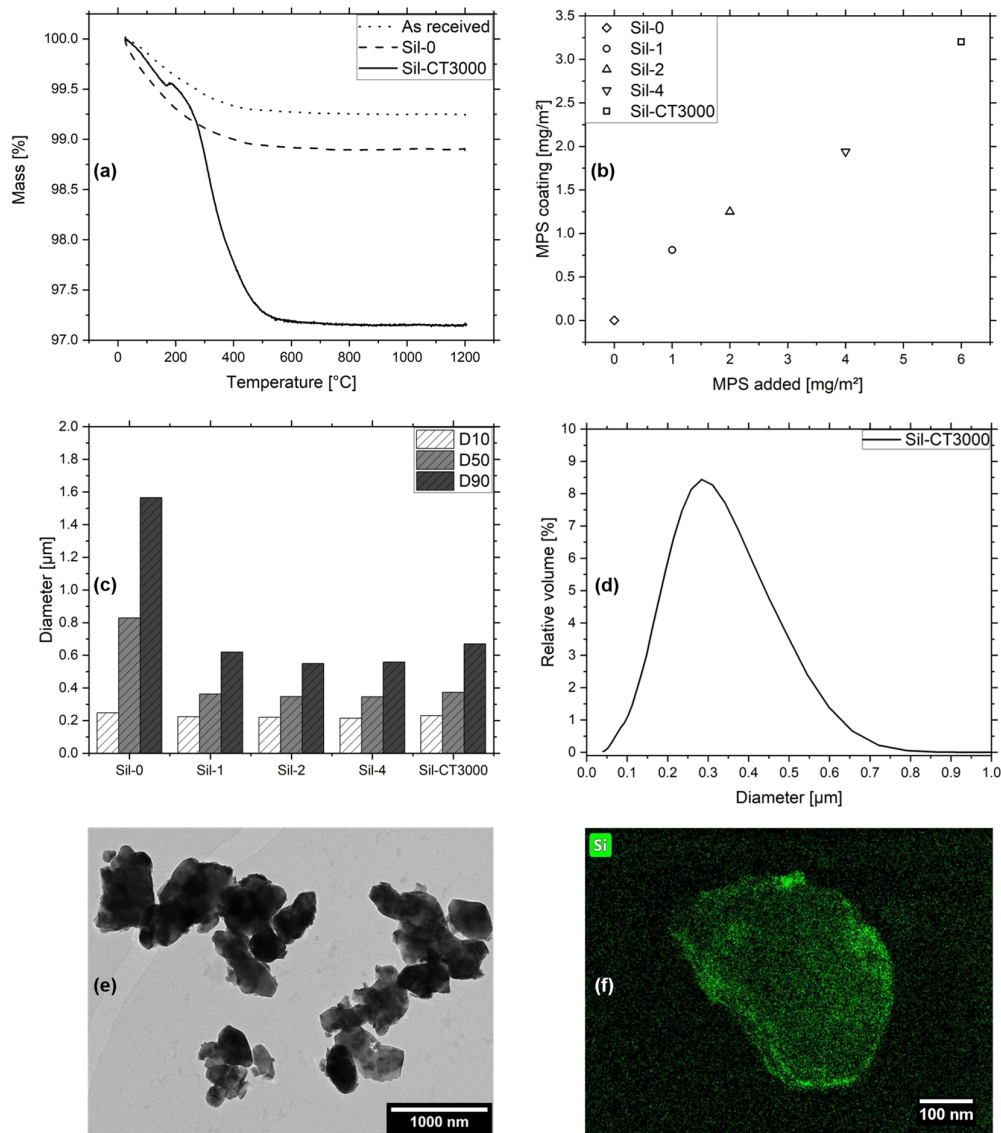 As received
Sil-0
Sil-CT3000
100.0
99.5
99.0
98.5
98.0
97.5
97.0
Mass [%]
(a)
0 200 400 600 800 1000 1200
Temperature [°C]
Sil-0
Sil-1
Sil-2
Sil-4
Sil-CT3000
3.5
3.0
2.5
2.0
1.5
1.0
0.5
0.0
MPS coating [mg/m²]
(b)
0 1 2 3 4 5 6
MPS added [mg/m²]
D10
D50
D90
2.0
1.8
1.6
1.4
1.2
1.0
0.8
0.6
0.4
0.2
0.0
Diameter [µm]
(c)
Sil-0 Sil-1 Sil-2 Sil-4 Sil-CT3000
Sil-CT3000
10
9
8
7
6
5
4
3
2
1
0
Relative volume [%]
(d)
0.0 0.1 0.2 0.3 0.4 0.5 0.6 0.7 0.8 0.9 1.0
Diameter [µm]
(e)
1000 nm
Si
(f)
100 nm